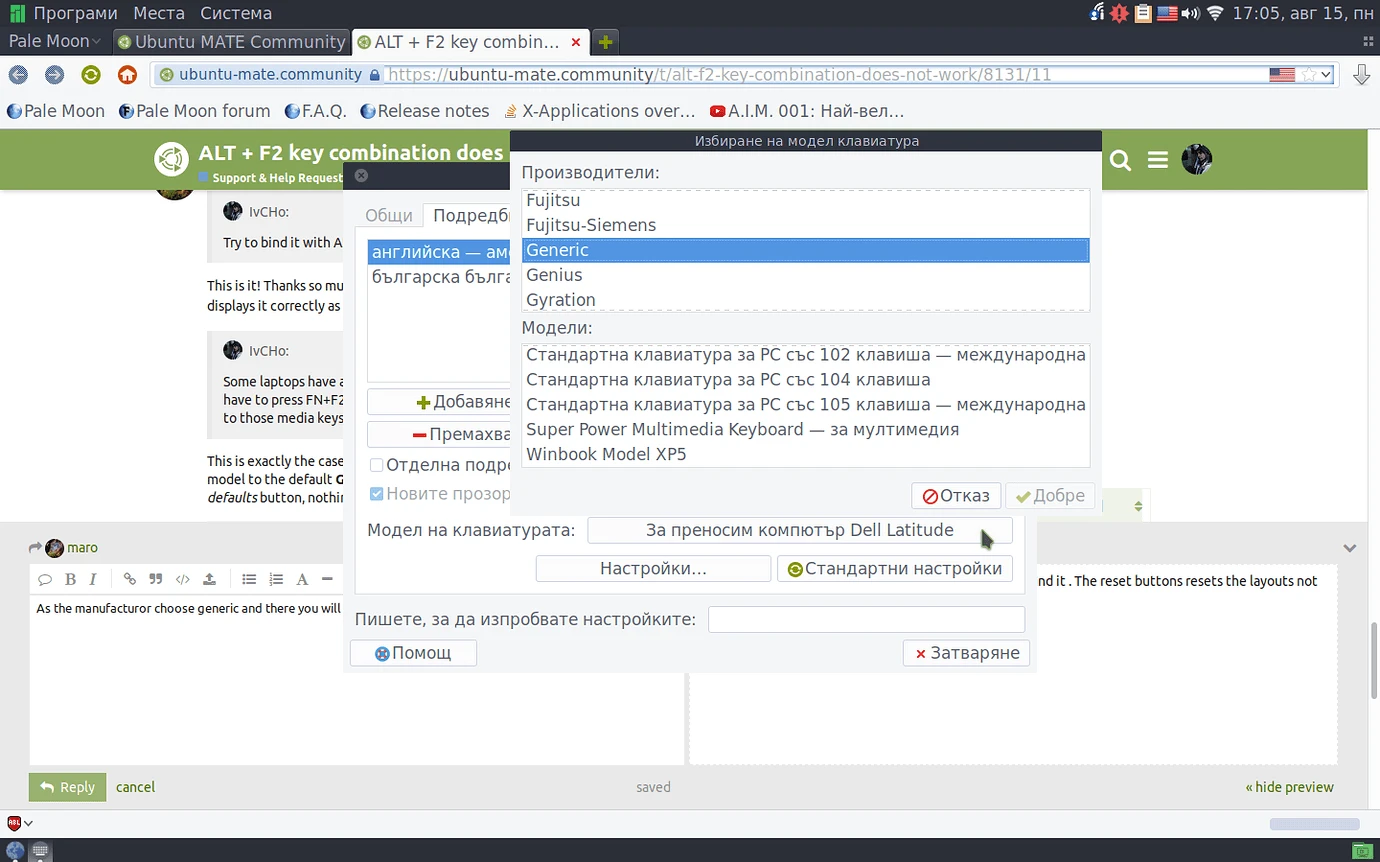 Програми Места Система
17:05, авг 15, пн
Pale Moon
Ubuntu MATE Community
ALT + F2 key combin…
ubuntu-mate.community
https://ubuntu-mate.community/t/alt-f2-key-combination-does-not-work/8131/11
Pale Moon
Pale Moon forum
F.A.Q.
Release notes
X-Applications over…
A.I.M. 001: Най-вел…
ALT + F2 key combination does
Support & Help Request
IvCHo:
Try to bind it with A
This is it! Thanks so mu
displays it correctly as
IvCHo:
Some laptops have a
have to press FN+F2
to those media keys
This is exactly the case
model to the default G
defaults button, nothin
Избиране на модел клавиатура
Производители:
Fujitsu
Fujitsu-Siemens
Generic
Genius
Gyration
Модели:
Стандартна клавиатура за PC със 102 клавиша — международна
Стандартна клавиатура за PC със 104 клавиша
Стандартна клавиатура за PC със 105 клавиша — международна
Super Power Multimedia Keyboard — за мултимедия
Winbook Model XP5
Отказ
Добре
Общи
Подредби
английска — аме
българска бълга
Добавяне
Премахва
Отделна подр
Новите прозор
Модел на клавиатурата:
За преносим компютър Dell Latitude
Настройки…
Стандартни настройки
Пишете, за да изпробвате настройките:
Помощ
Затваряне
maro
B I </> A
As the manufacturor choose generic and there you will
nd it . The reset buttons resets the layouts not
Reply
cancel
saved
« hide preview
ABL